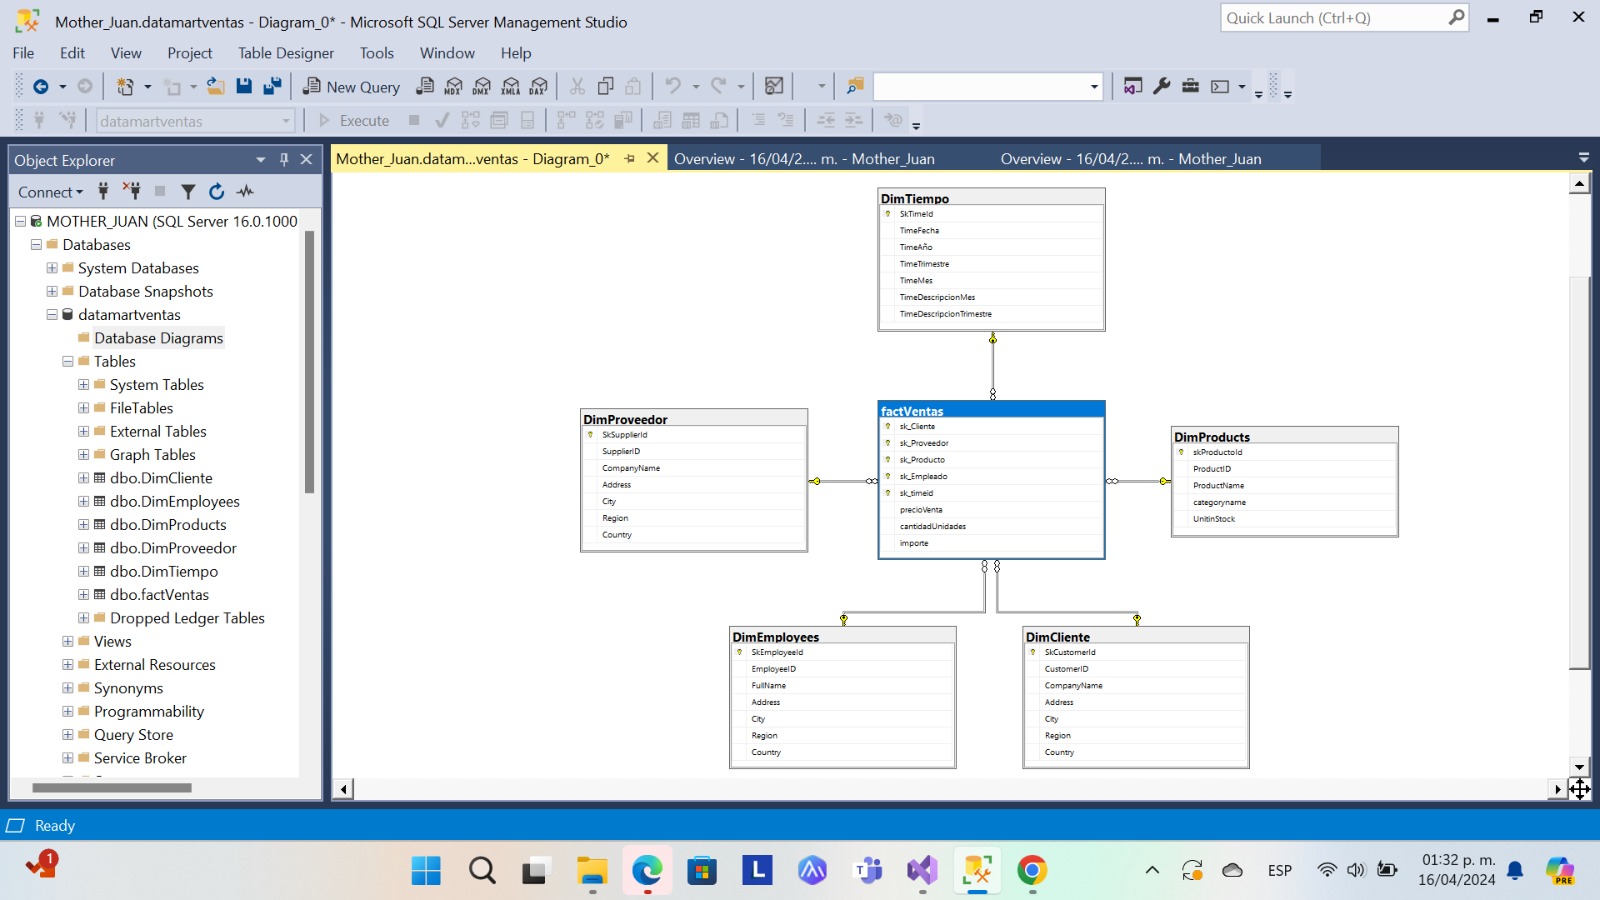 Mother_Juan.datamartventas - Diagram_0* - Microsoft SQL Server Management Studio
Quick Launch (Ctrl+Q)
File Edit View Project Table Designer Tools Window Help
New Query MDX DMX XMLA DAX
datamartventas Execute
Object Explorer
Connect
MOTHER_JUAN (SQL Server 16.0.1000
Databases
System Databases
Database Snapshots
datamartventas
Database Diagrams
Tables
System Tables
FileTables
External Tables
Graph Tables
dbo.DimCliente
dbo.DimEmployees
dbo.DimProducts
dbo.DimProveedor
dbo.DimTiempo
dbo.factVentas
Dropped Ledger Tables
Views
External Resources
Synonyms
Programmability
Query Store
Service Broker
Mother_Juan.datam...ventas - Diagram_0*
Overview - 16/04/2.... m. - Mother_Juan
Overview - 16/04/2.... m. - Mother_Juan
DimTiempo
SkTimeId
TimeFecha
TimeAño
TimeTrimestre
TimeMes
TimeDescripcionMes
TimeDescripcionTrimestre
DimProveedor
SkSupplierId
SupplierID
CompanyName
Address
City
Region
Country
factVentas
sk_Cliente
sk_Proveedor
sk_Producto
sk_Empleado
sk_timeid
precioVenta
cantidadUnidades
importe
DimProducts
skProductoId
ProductID
ProductName
categoryname
UnitinStock
DimEmployees
SkEmployeeId
EmployeeID
FullName
Address
City
Region
Country
DimCliente
SkCustomerId
CustomerID
CompanyName
Address
City
Region
Country
Ready
1
L
T
ESP
01:32 p. m.
16/04/2024
PRE